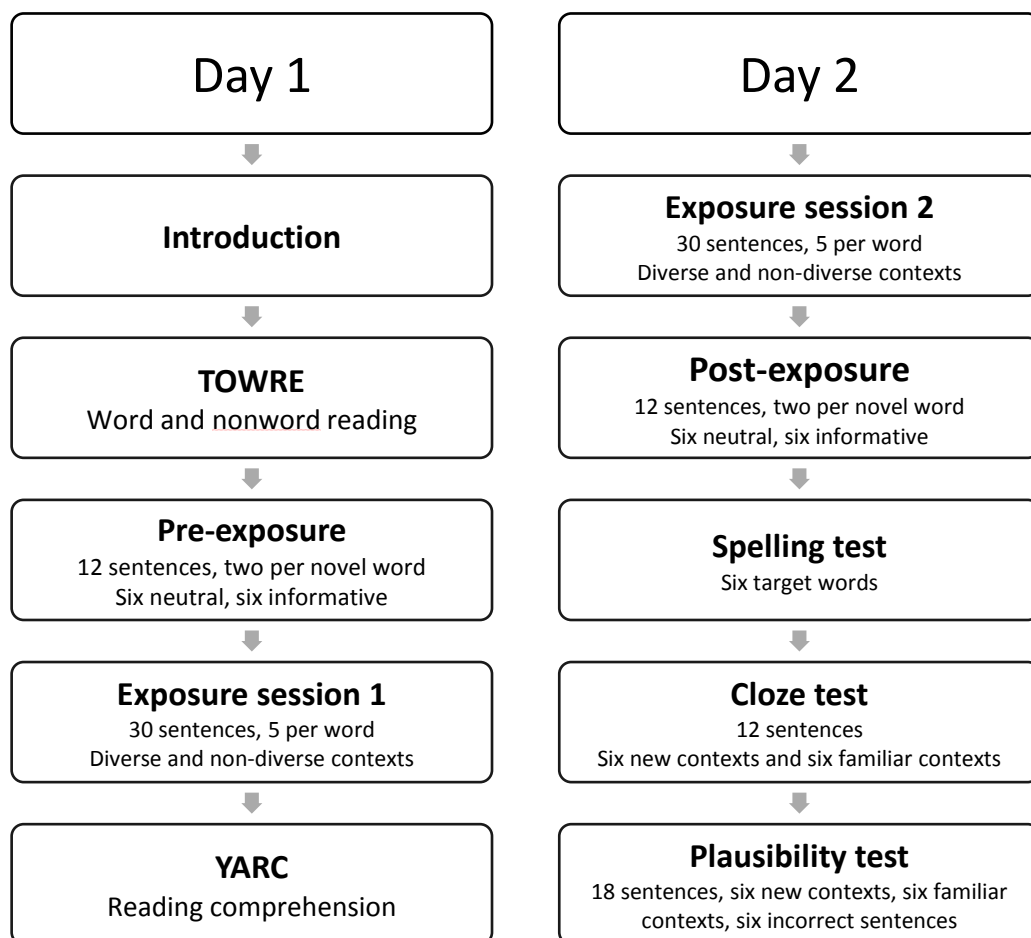 Day 1
Introduction
TOWRE
Word and nonword reading
Pre-exposure
12 sentences, two per novel word
Six neutral, six informative
Exposure session 1
30 sentences, 5 per word
Diverse and non-diverse contexts
YARC
Reading comprehension
Day 2
Exposure session 2
30 sentences, 5 per word
Diverse and non-diverse contexts
Post-exposure
12 sentences, two per novel word
Six neutral, six informative
Spelling test
Six target words
Cloze test
12 sentences
Six new contexts and six familiar contexts
Plausibility test
18 sentences, six new contexts, six familiar
contexts, six incorrect sentences